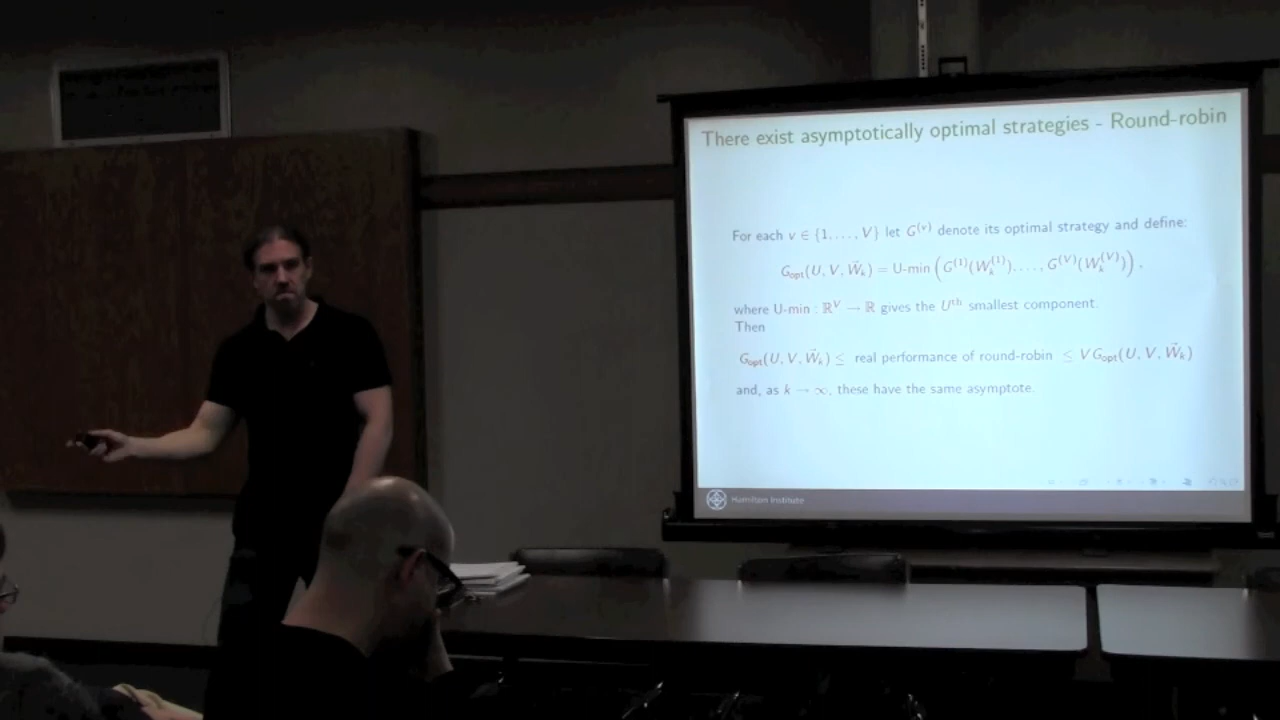 There exist asymptotically optimal strategies - Round-robin
For each v ∈ {1, . . . , V} let G^(v) denote its optimal strategy and define:
G_opt(U, V, W⃗_k) = U-min (G^(1)(W_k^(1)), . . . , G^(V)(W_k^(V))) ,
where U-min : ℝ^V → ℝ gives the U^th smallest component.
Then
G_opt(U, V, W⃗_k) ≤ real performance of round-robin ≤ V G_opt(U, V, W⃗_k)
and, as k → ∞, these have the same asymptote.
Hamilton Institute